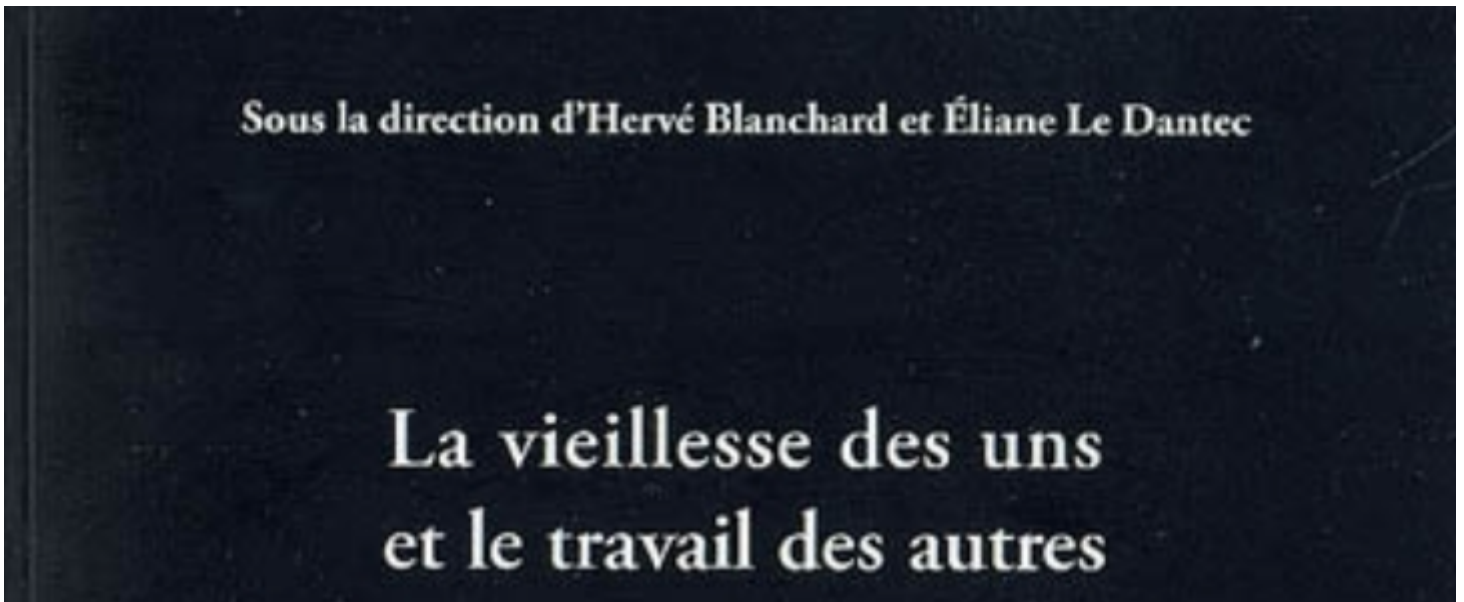 Sous la direction d'Hervé Blanchard et Éliane Le Dantec
La vieillesse des uns
et le travail des autres